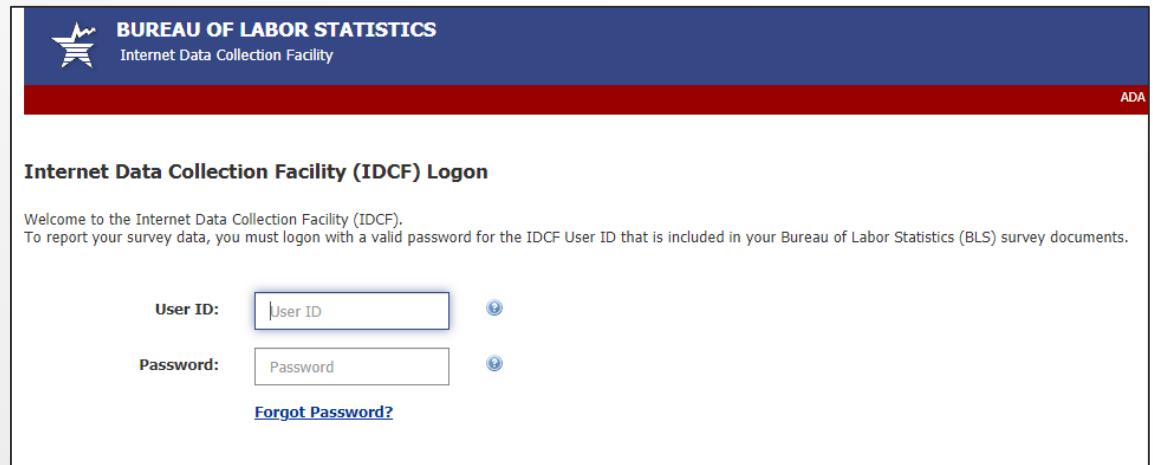 BUREAU OF LABOR STATISTICS
Internet Data Collection Facility
ADA
Internet Data Collection Facility (IDCF) Logon
Welcome to the Internet Data Collection Facility (IDCF).
To report your survey data, you must logon with a valid password for the IDCF User ID that is included in your Bureau of Labor Statistics (BLS) survey documents.
User ID: User ID ?
Password: Password ?
Forgot Password?